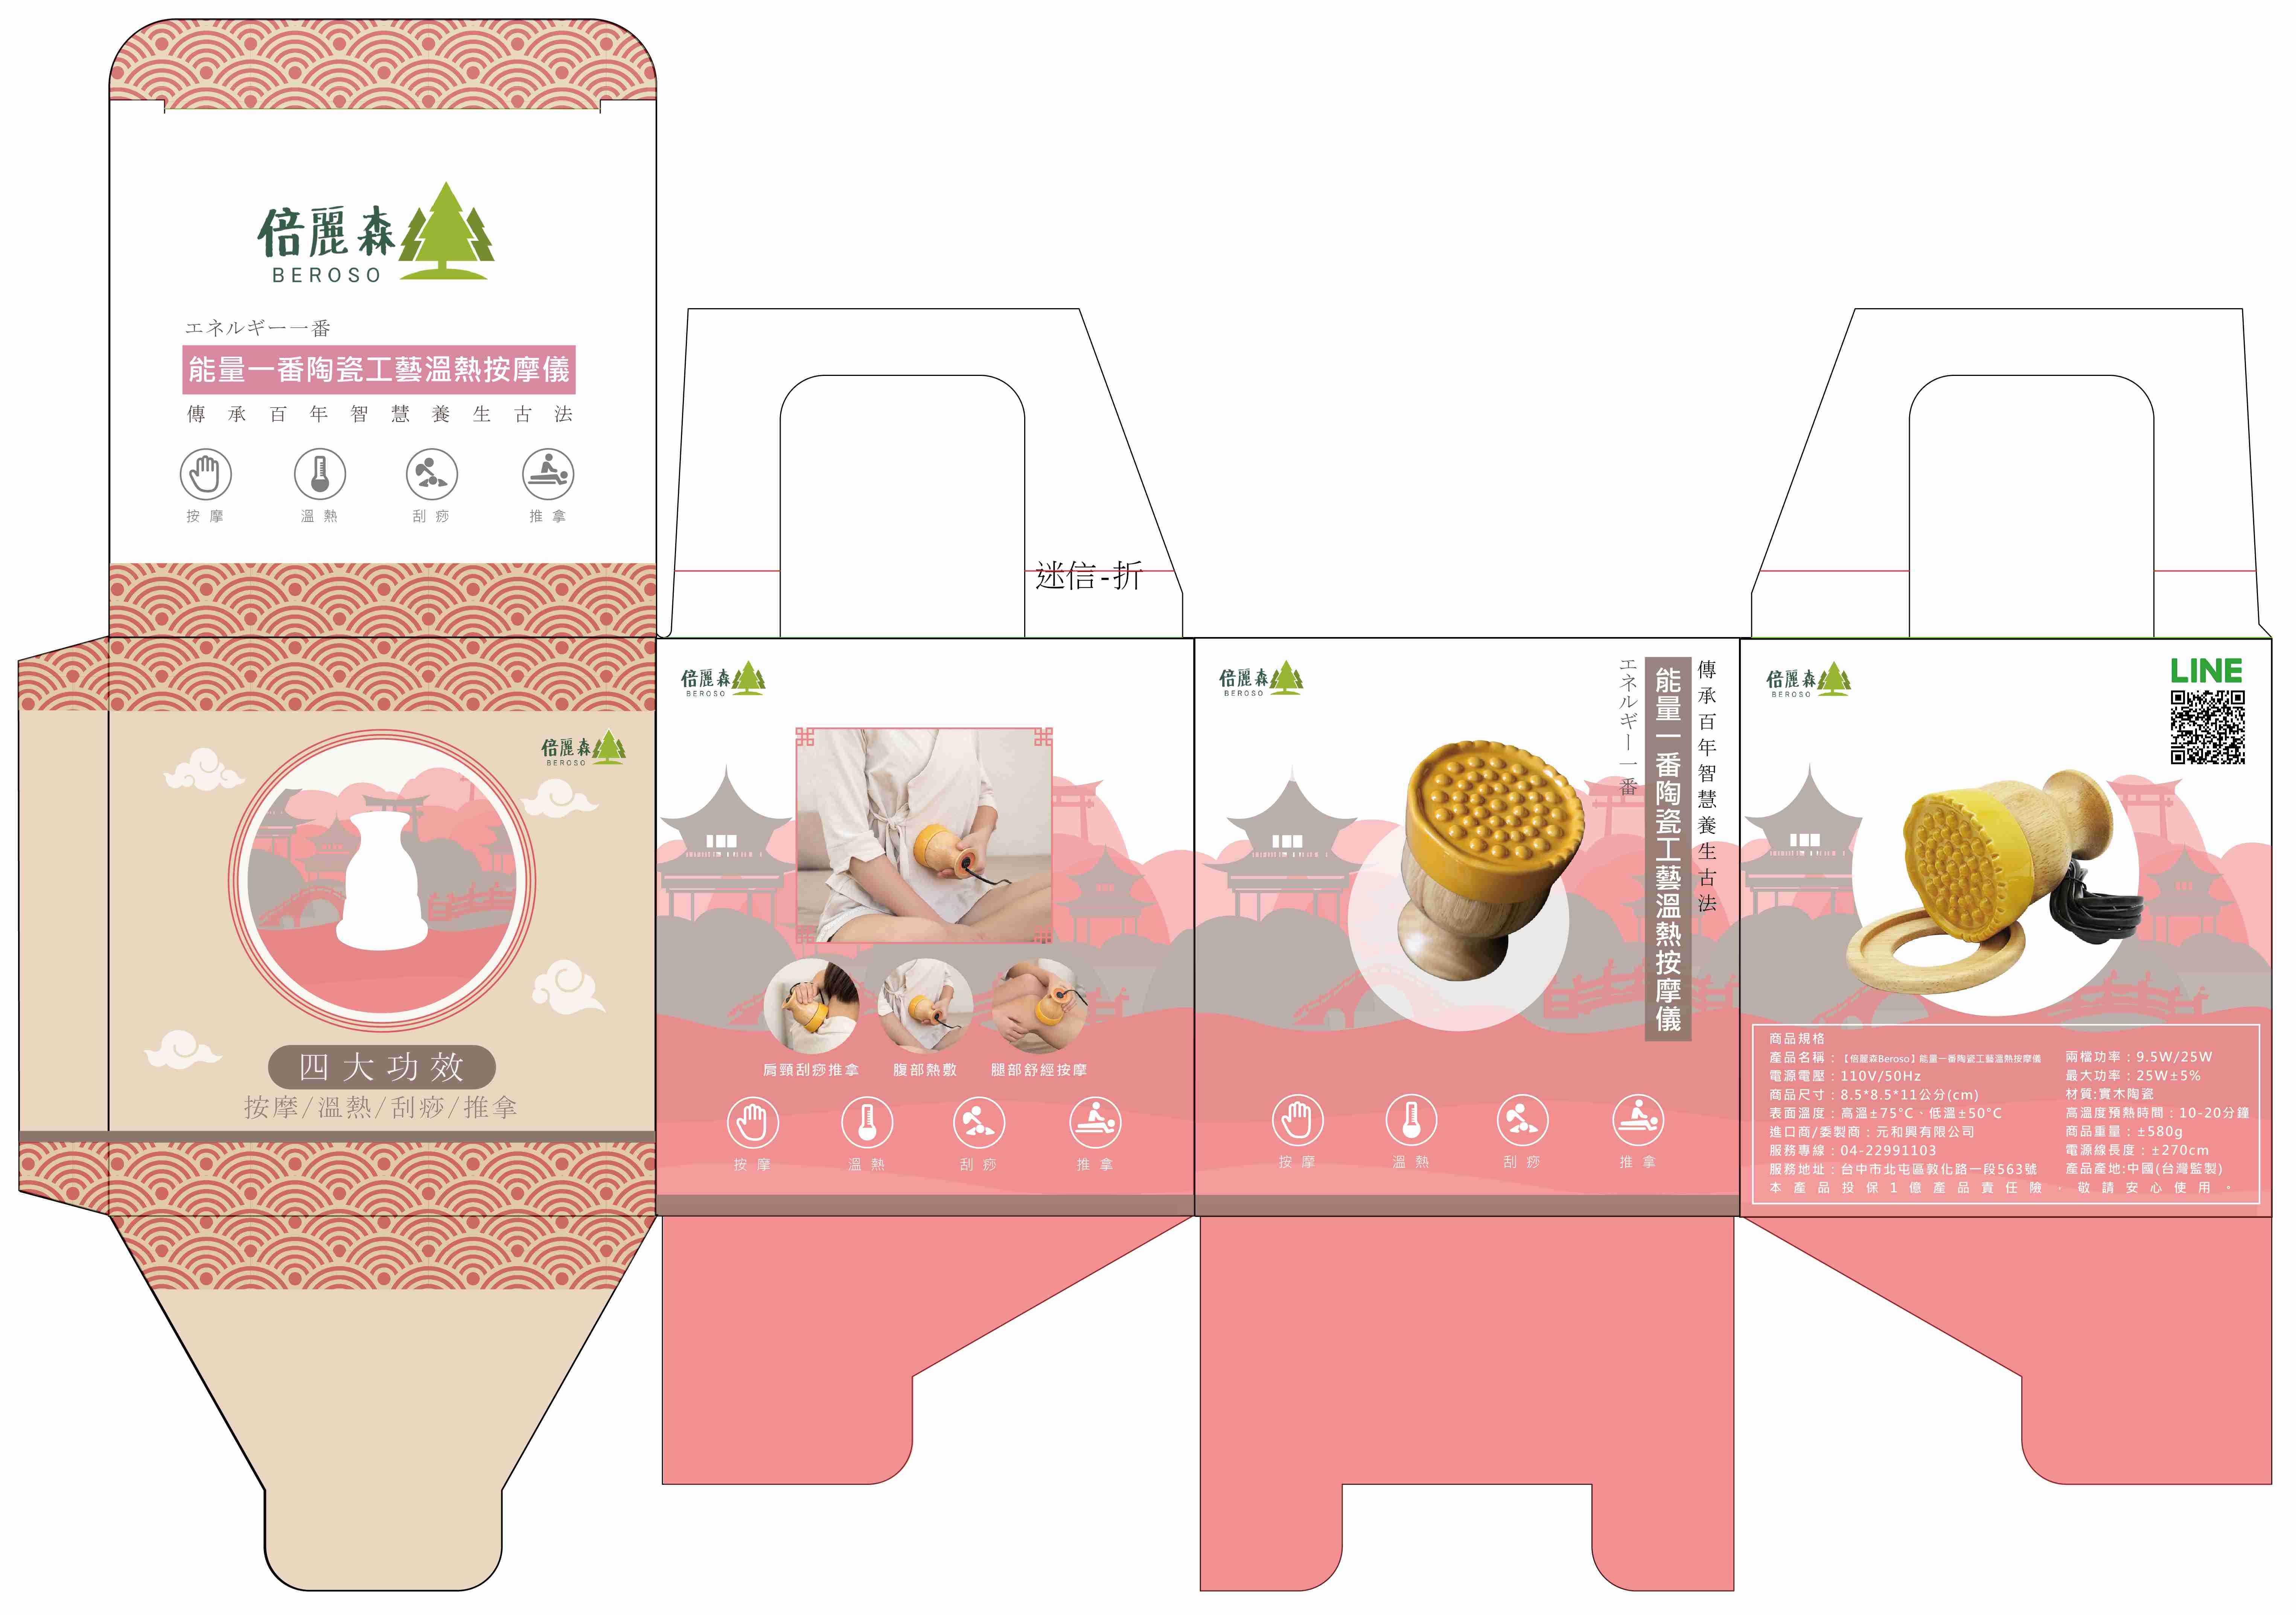 倍麗森
BEROSO
エネルギー一番
能量一番陶瓷工藝溫熱按摩儀
傳承百年智慧養生古法
按摩
溫熱
刮痧
推拿
迷信-折
倍麗森
BEROSO
四大功效
按摩/溫熱/刮痧/推拿
倍麗森
BEROSO
肩頸刮痧推拿
腹部熱敷
腿部舒經按摩
按摩
溫熱
刮痧
推拿
倍麗森
BEROSO
傳承百年智慧養生古法
能量一番陶瓷工藝溫熱按摩儀
エネルギー一番
按摩
溫熱
刮痧
推拿
倍麗森
BEROSO
LINE
商品規格
產品名稱：【倍麗森Beroso】能量一番陶瓷工藝溫熱按摩儀
電源電壓：110V/50Hz
商品尺寸：8.5*8.5*11公分(cm)
表面溫度：高溫±75°C、低溫±50°C
進口商/委製商：元和興有限公司
服務專線：04-22991103
服務地址：台中市北屯區敦化路一段563號
兩檔功率：9.5W/25W
最大功率：25W±5%
材質:實木陶瓷
高溫度預熱時間：10-20分鐘
商品重量：±580g
電源線長度：±270cm
產品產地:中國(台灣監製)
本產品投保1億產品責任險，敬請安心使用。